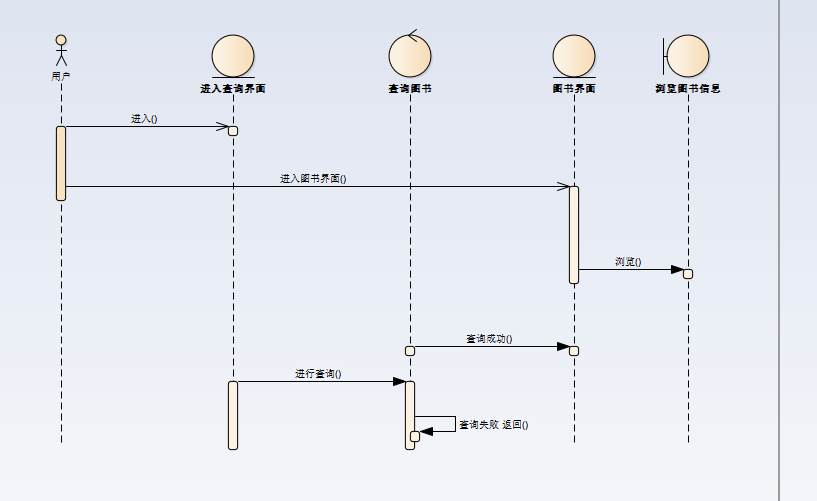 用户
进入查询界面
查询图书
图书界面
浏览图书信息
进入()
进入图书界面()
浏览()
查询成功()
进行查询()
查询失败 返回()